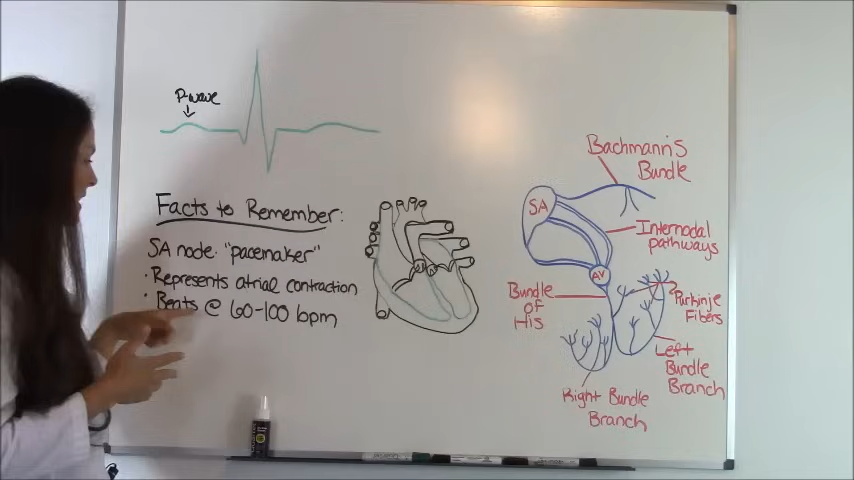 P-wave
Facts to Remember:
SA node· "pacemaker"
· Represents atrial contraction
· Beats @ 60-100 bpm
Bachmann's
Bundle
SA
Internodal
pathways
AV
Bundle
of
His
Purkinje
Fibers
Left
Bundle
Branch
Right Bundle
Branch